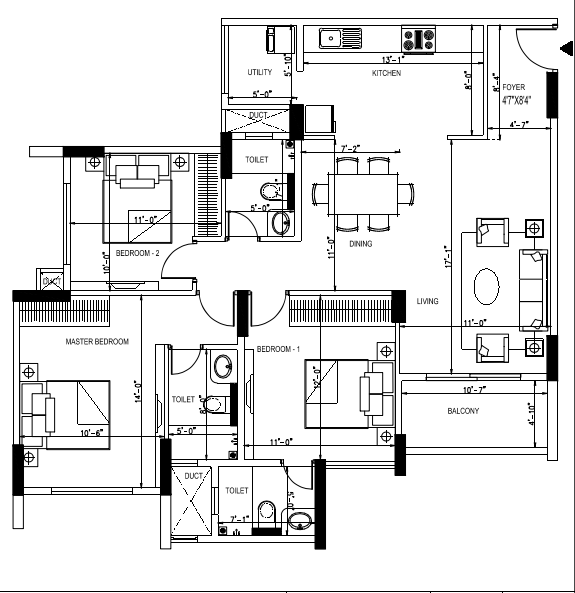 UTILITY
5'-10"
5'-0"
13'-1"
KITCHEN
8'-0"
8'-4"
FOYER
4'7"X8'4"
4'-7"
DUCT
TOILET
5'-0"
7'-2"
11'-0"
DINING
11'-0"
10'-0"
BEDROOM - 2
DUCT
17'-1"
LIVING
11'-0"
MASTER BEDROOM
14'-0"
10'-6"
TOILET
5'-0"
BEDROOM - 1
12'-0"
11'-0"
10'-7"
BALCONY
4'-10"
DUCT
TOILET
7'-1"